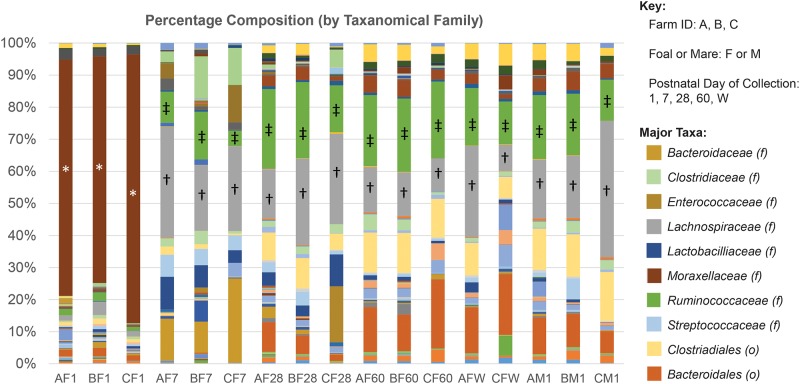 Percentage Composition (by Taxanomical Family)
100%
90%
80%
70%
60%
50%
40%
30%
20%
10%
0%
* * *
‡ ‡ ‡ ‡ ‡ ‡ ‡ ‡ ‡ ‡ ‡ ‡ ‡ ‡
† † † † † † † † † † † † † †
AF1 BF1 CF1 AF7 BF7 CF7 AF28 BF28 CF28 AF60 BF60 CF60 AFW CFW AM1 BM1 CM1
Key:
Farm ID: A, B, C
Foal or Mare: F or M
Postnatal Day of Collection:
1, 7, 28, 60, W
Major Taxa:
Bacteroidaceae (f)
Clostridiaceae (f)
Enterococcaceae (f)
Lachnospiraceae (f)
Lactobacilliaceae (f)
Moraxellaceae (f)
Ruminococcaceae (f)
Streptococcaceae (f)
Clostriadiales (o)
Bacteroidales (o)